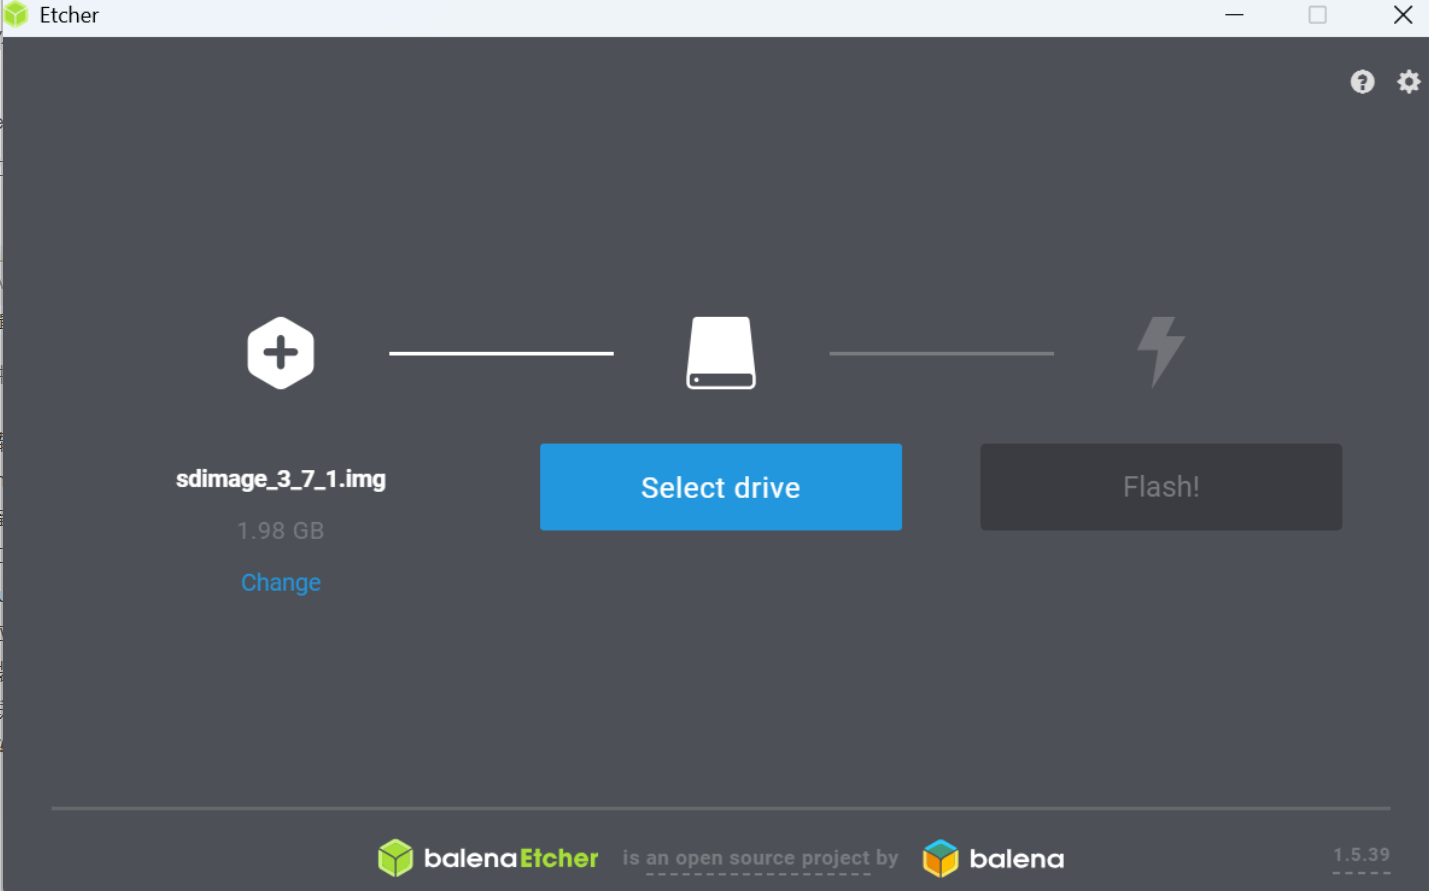 Etcher
sdimage_3_7_1.img
1.98 GB
Change
Select drive
Flash!
balenaEtcher is an open source project by balena
1.5.39